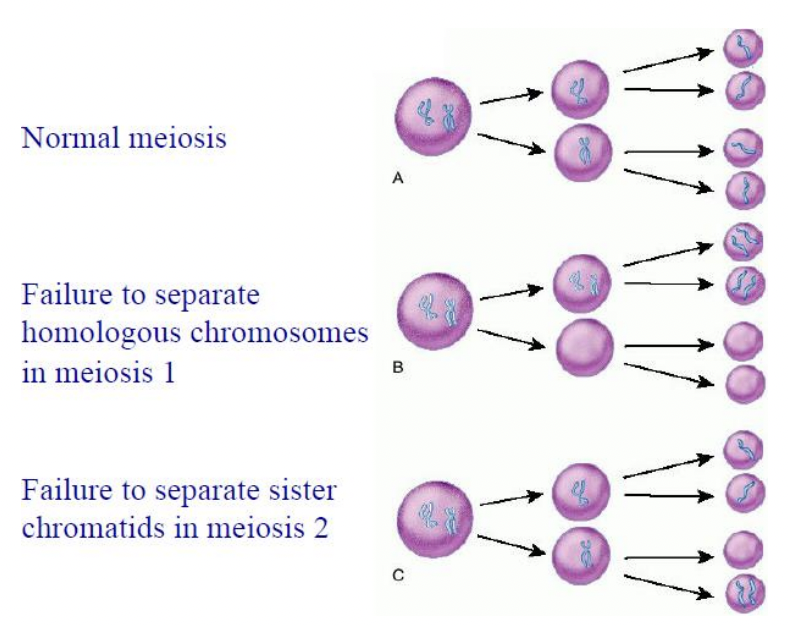 Normal meiosis
A
Failure to separate
homologous chromosomes
in meiosis 1
B
Failure to separate sister
chromatids in meiosis 2
C